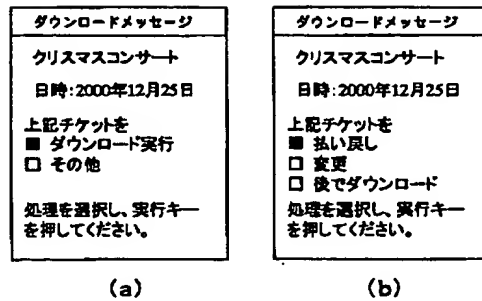 ダウンロードメッセージ
クリスマスコンサート
日時:2000年12月25日
上記チケットを
■ ダウンロード実行
□ その他
処理を選択し、実行キー
を押してください。
(a)
ダウンロードメッセージ
クリスマスコンサート
日時:2000年12月25日
上記チケットを
■ 払い戻し
□ 変更
□ 後でダウンロード
処理を選択し、実行キー
を押してください。
(b)